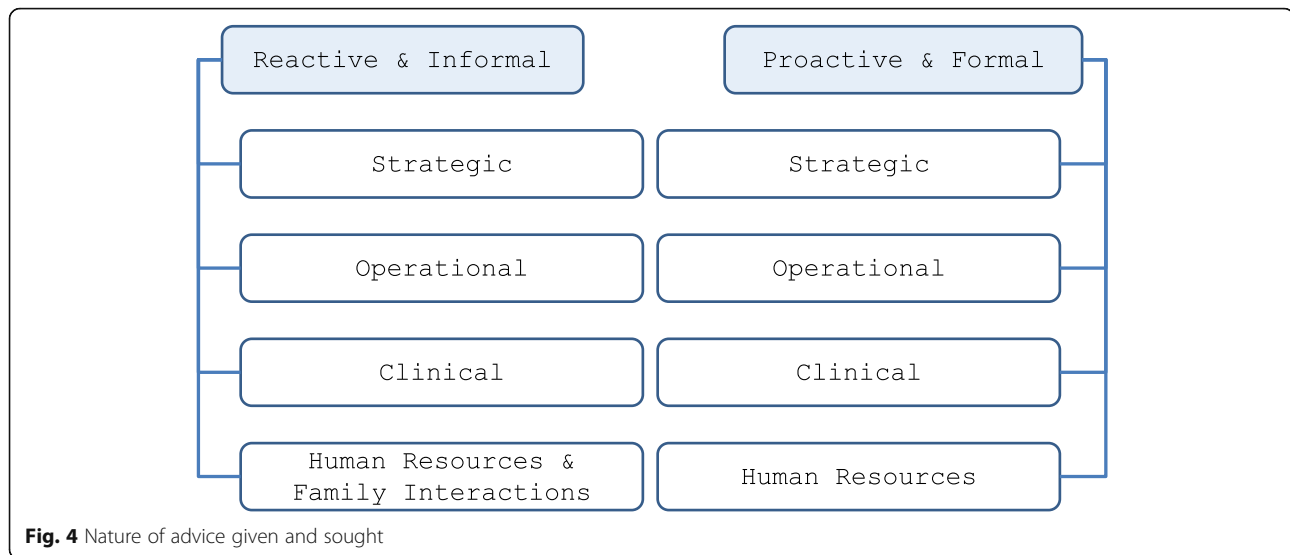 Reactive & Informal
Proactive & Formal
Strategic
Strategic
Operational
Operational
Clinical
Clinical
Human Resources &
Family Interactions
Human Resources
Fig. 4 Nature of advice given and sought